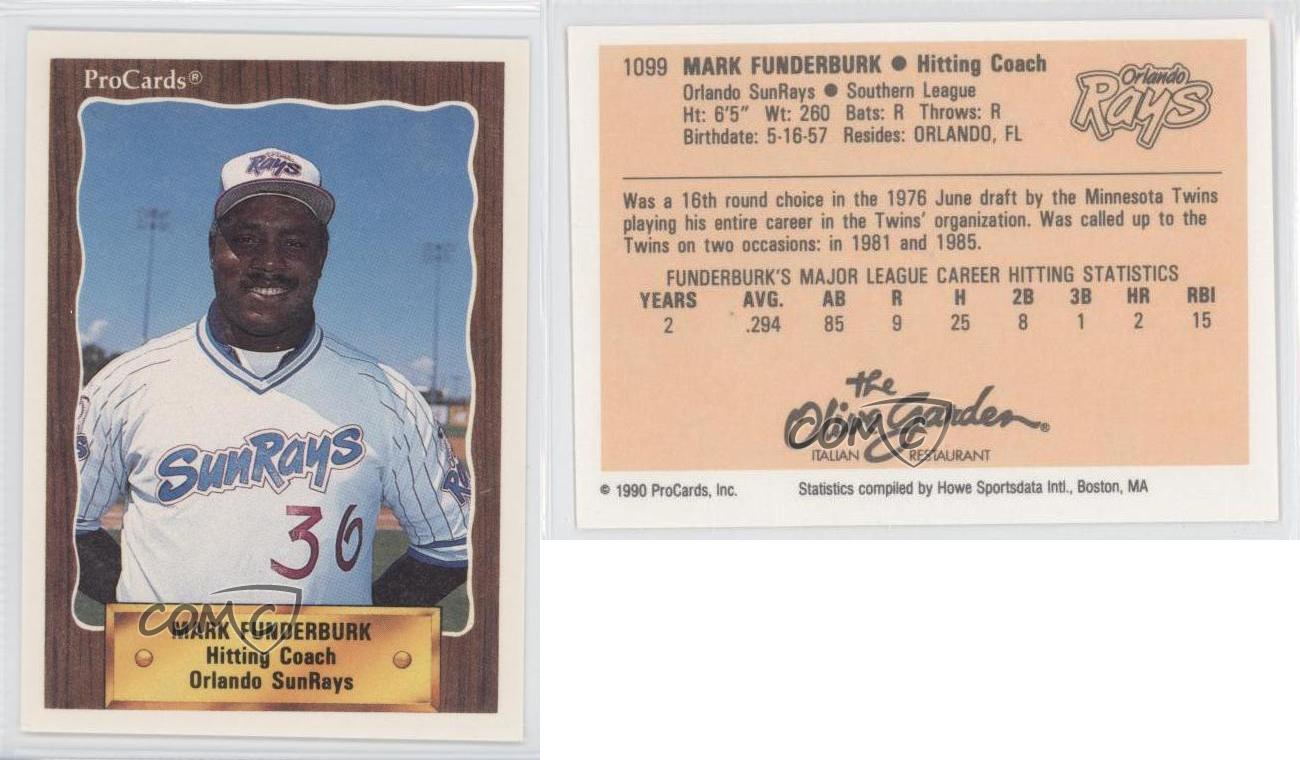 ProCards®
Rays
SunRays
36
MARK FUNDERBURK
Hitting Coach
Orlando SunRays
COMC
1099 MARK FUNDERBURK ● Hitting Coach
Orlando SunRays ● Southern League
Ht: 6'5" Wt: 260 Bats: R Throws: R
Birthdate: 5-16-57 Resides: ORLANDO, FL
Orlando
Rays
Was a 16th round choice in the 1976 June draft by the Minnesota Twins
playing his entire career in the Twins' organization. Was called up to the
Twins on two occasions: in 1981 and 1985.
FUNDERBURK'S MAJOR LEAGUE CAREER HITTING STATISTICS
YEARS AVG. AB R H 2B 3B HR RBI
2 .294 85 9 25 8 1 2 15
the
Olive Garden®
ITALIAN RESTAURANT
COMC
© 1990 ProCards, Inc. Statistics compiled by Howe Sportsdata Intl., Boston, MA